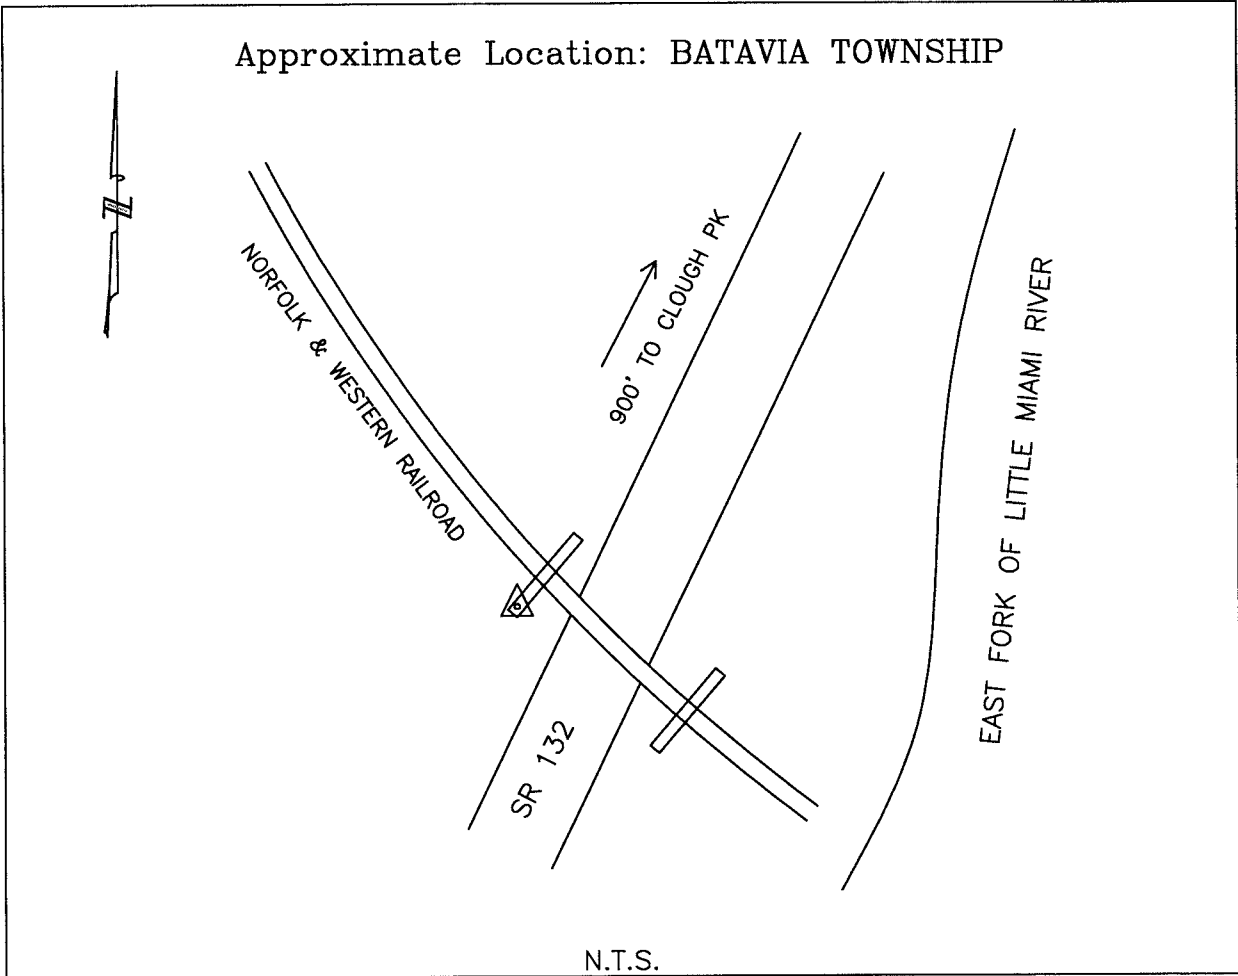 Approximate Location: BATAVIA TOWNSHIP
N
NORFOLK & WESTERN RAILROAD
900' TO CLOUGH PK
EAST FORK OF LITTLE MIAMI RIVER
SR 132
N.T.S.